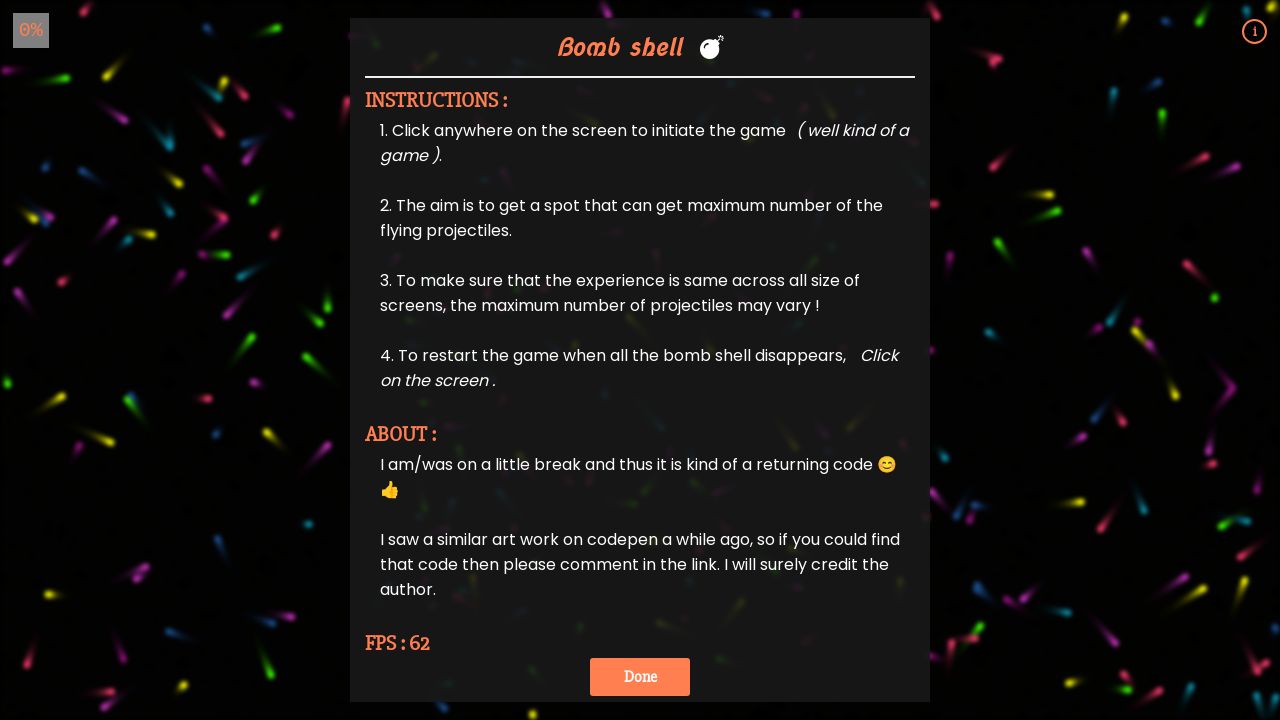 0%
i
Bomb shell 💣
INSTRUCTIONS :
1. Click anywhere on the screen to initiate the game ( well kind of a
game ).
2. The aim is to get a spot that can get maximum number of the
flying projectiles.
3. To make sure that the experience is same across all size of
screens, the maximum number of projectiles may vary !
4. To restart the game when all the bomb shell disappears, Click
on the screen .
ABOUT :
I am/was on a little break and thus it is kind of a returning code 😊
👍
I saw a similar art work on codepen a while ago, so if you could find
that code then please comment in the link. I will surely credit the
author.
FPS : 62
Done